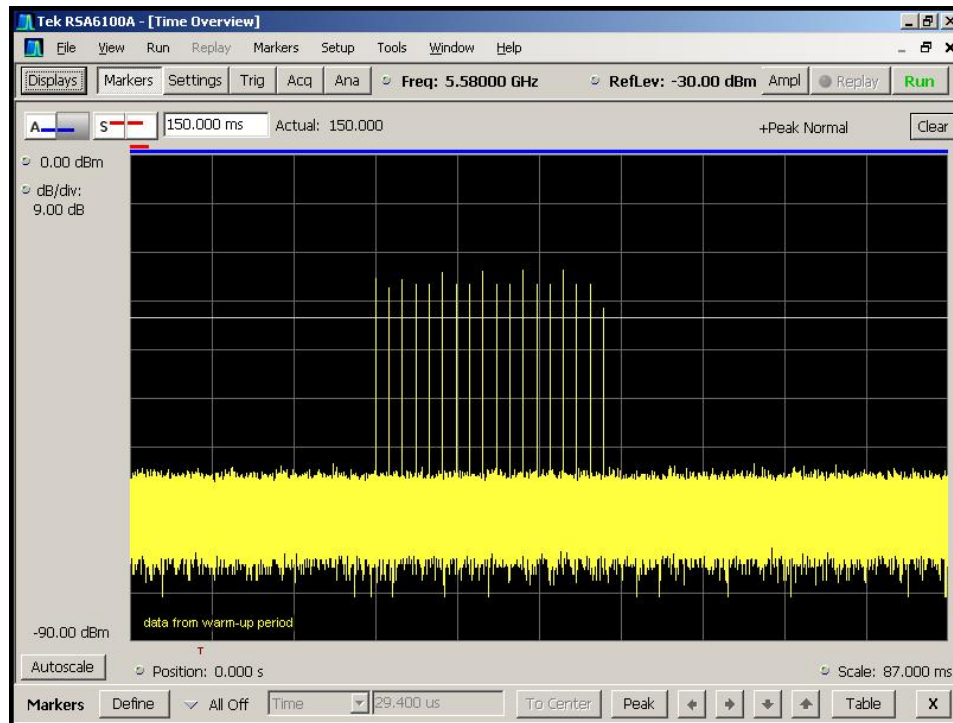 Tek RSA6100A - [Time Overview]
File View Run Replay Markers Setup Tools Window Help
Displays Markers Settings Trig Acq Ana Freq: 5.58000 GHz RefLev: -30.00 dBm Ampl Replay Run
A S 150.000 ms Actual: 150.000 +Peak Normal Clear
0.00 dBm
dB/div:
9.00 dB
data from warm-up period
-90.00 dBm
T
Autoscale Position: 0.000 s Scale: 87.000 ms
Markers Define All Off Time 29.400 us To Center Peak Table X